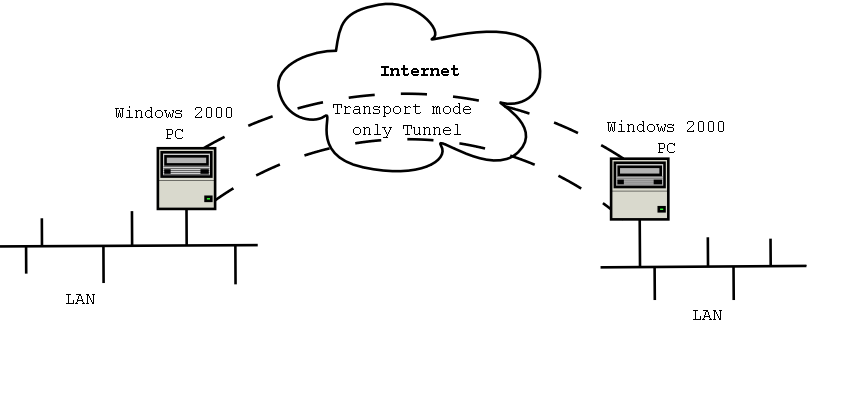 Internet
Transport mode
only Tunnel
Windows 2000
PC
Windows 2000
PC
LAN
LAN